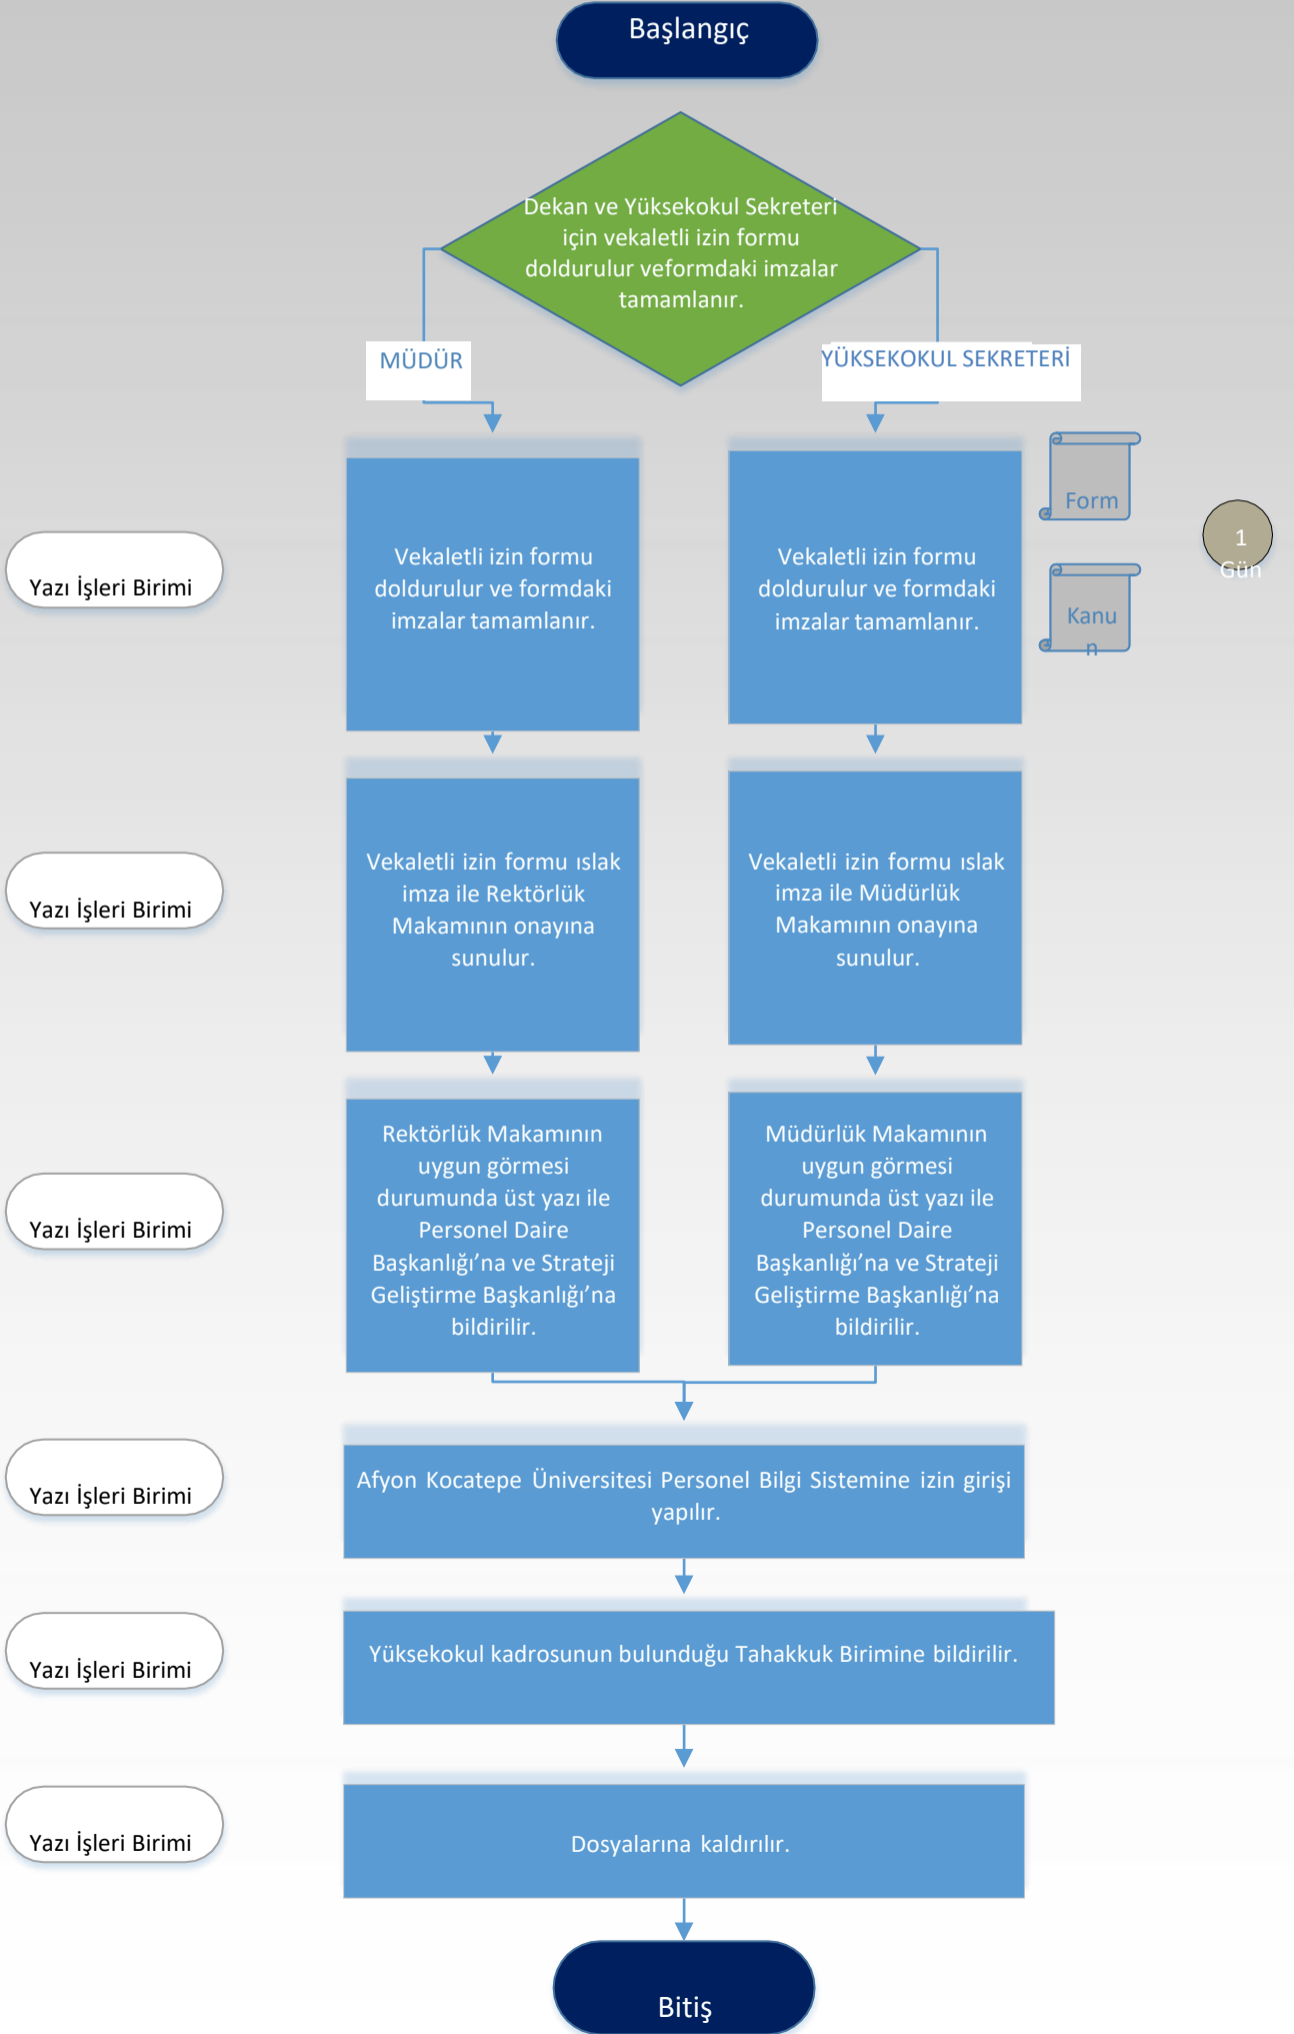 Başlangıç
Dekan ve Yüksekokul Sekreteri
için vekaletli izin formu
doldurulur veformdaki imzalar
tamamlanır.
MÜDÜR
YÜKSEKOKUL SEKRETERİ
Yazı İşleri Birimi
Vekaletli izin formu
doldurulur ve formdaki
imzalar tamamlanır.
Vekaletli izin formu
doldurulur ve formdaki
imzalar tamamlanır.
Form
Kanu
n
1
Gün
Yazı İşleri Birimi
Vekaletli izin formu ıslak
imza ile Rektörlük
Makamının onayına
sunulur.
Vekaletli izin formu ıslak
imza ile Müdürlük
Makamının onayına
sunulur.
Yazı İşleri Birimi
Rektörlük Makamının
uygun görmesi
durumunda üst yazı ile
Personel Daire
Başkanlığı’na ve Strateji
Geliştirme Başkanlığı’na
bildirilir.
Müdürlük Makamının
uygun görmesi
durumunda üst yazı ile
Personel Daire
Başkanlığı’na ve Strateji
Geliştirme Başkanlığı’na
bildirilir.
Yazı İşleri Birimi
Afyon Kocatepe Üniversitesi Personel Bilgi Sistemine izin girişi
yapılır.
Yazı İşleri Birimi
Yüksekokul kadrosunun bulunduğu Tahakkuk Birimine bildirilir.
Yazı İşleri Birimi
Dosyalarına kaldırılır.
Bitiş